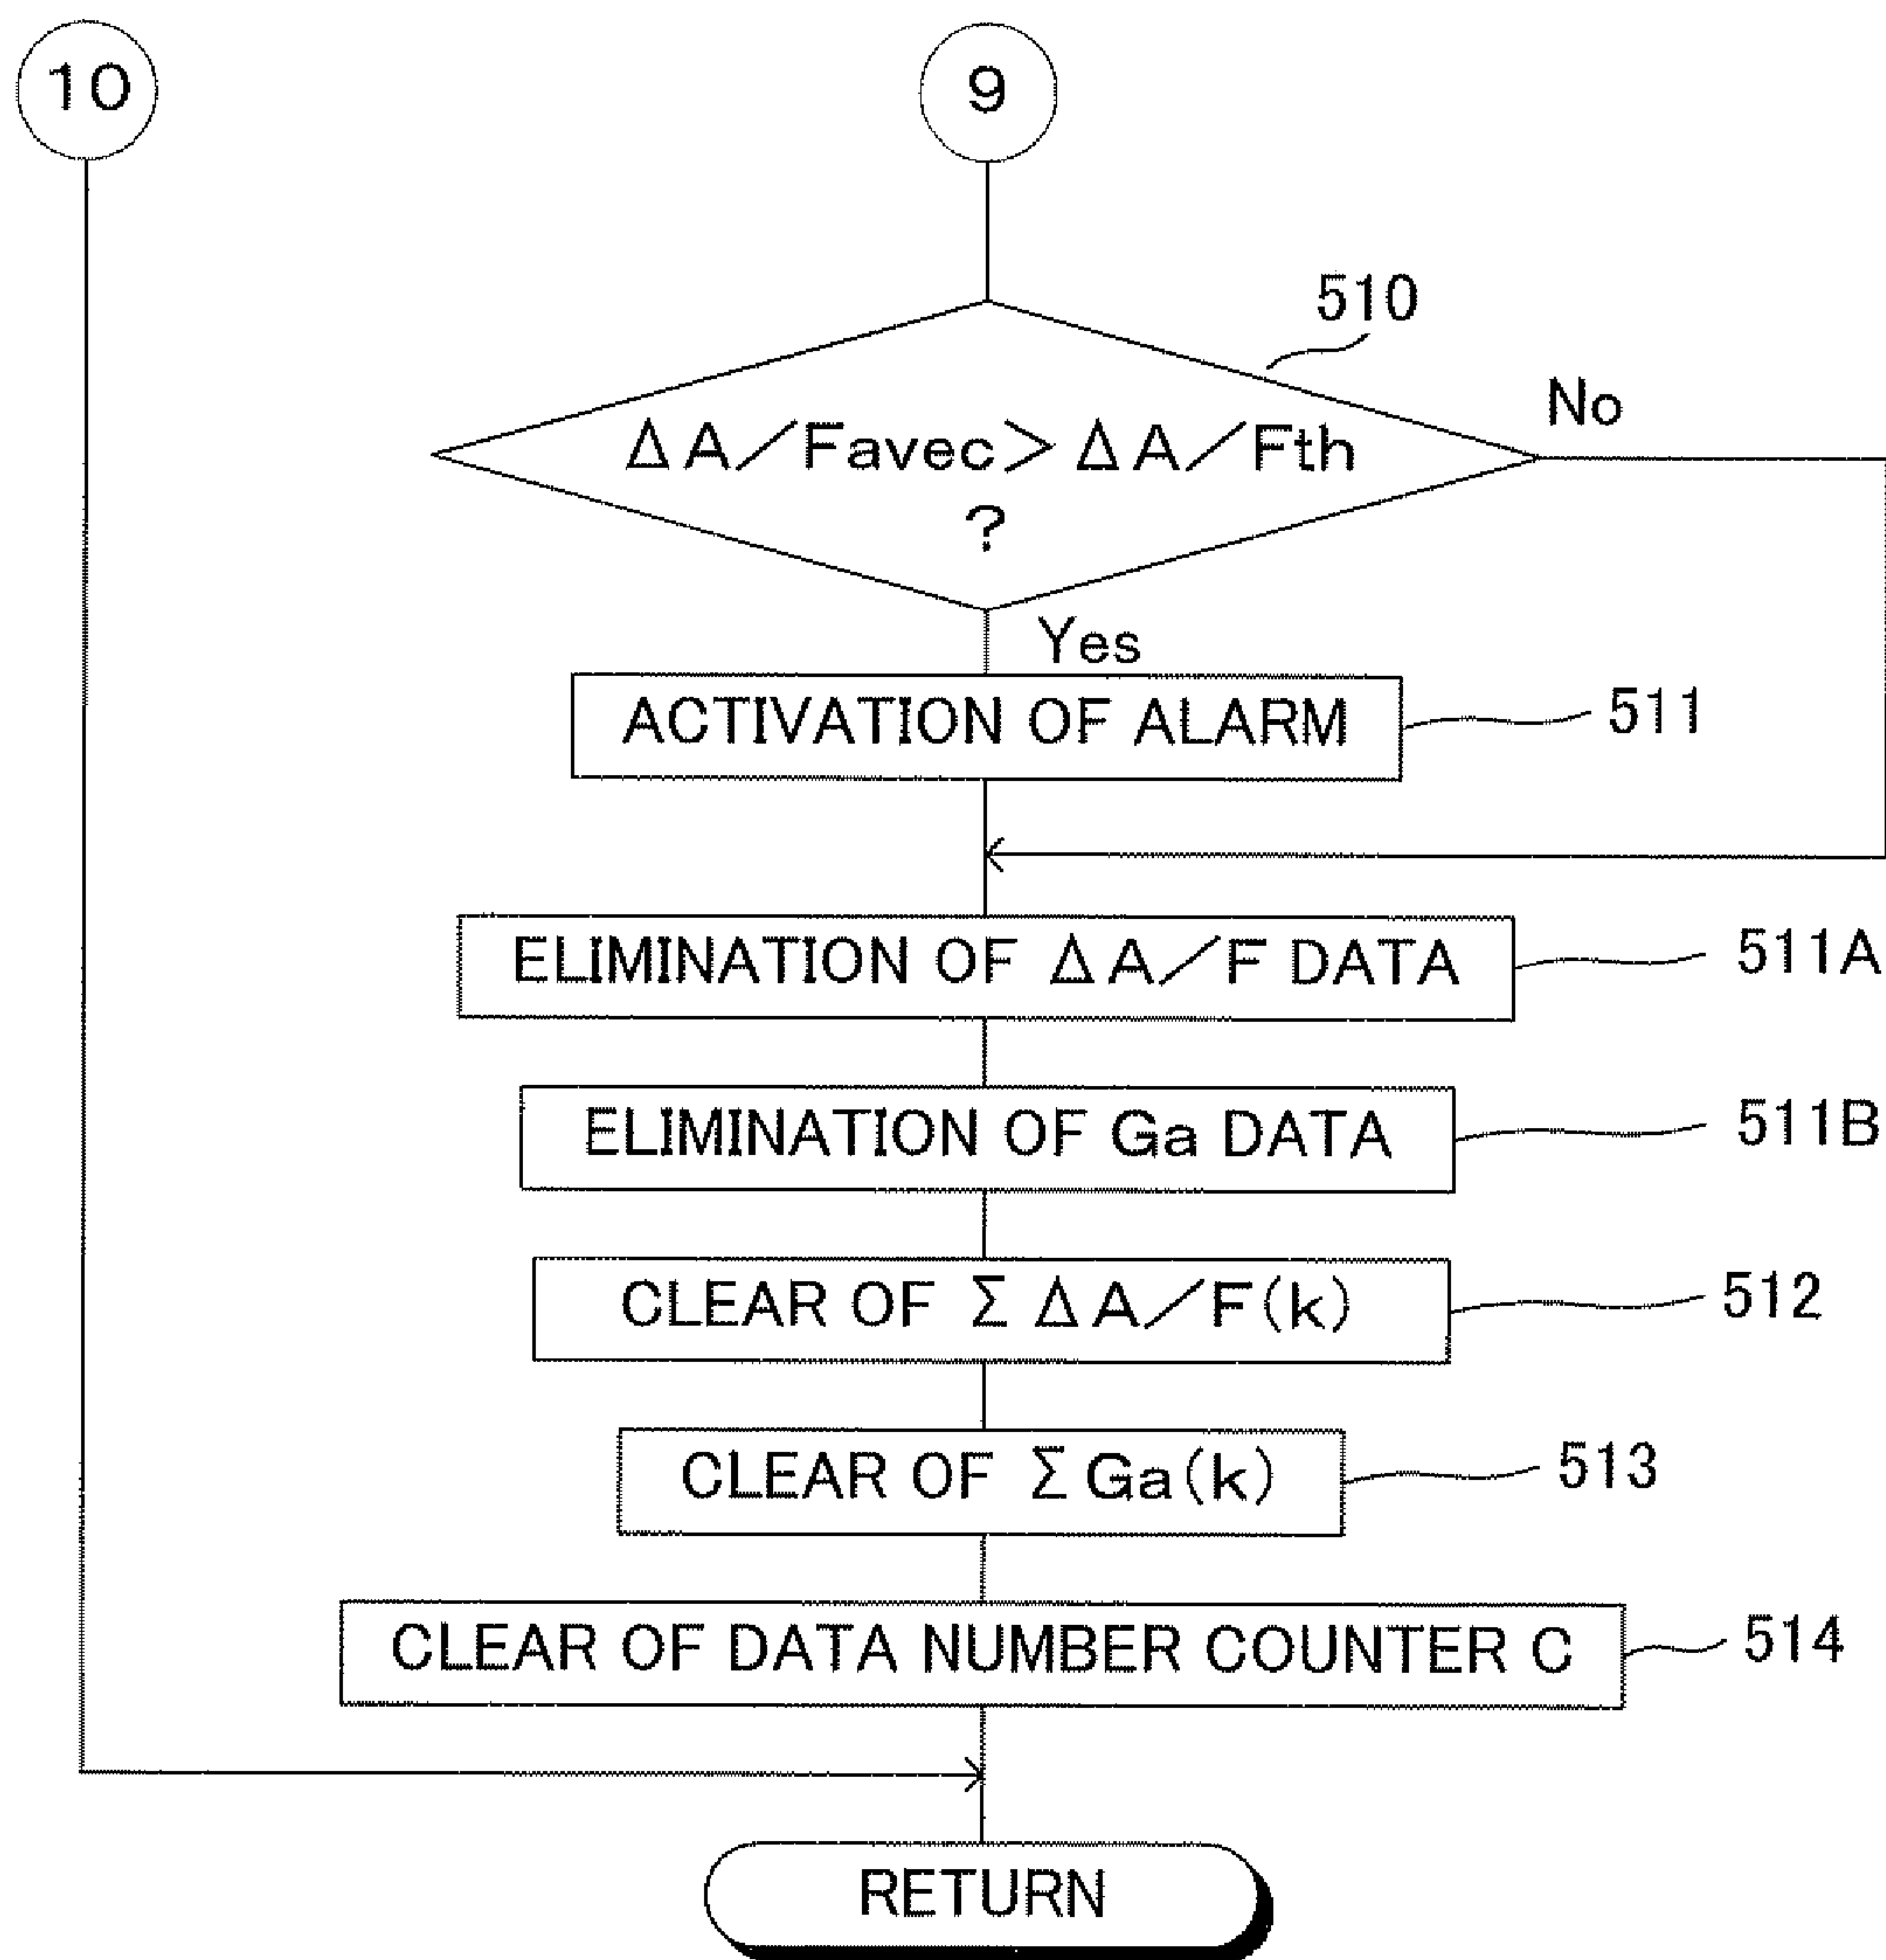 10
9
510
No
ΔA／Favec＞ΔA／Fth
?
Yes
ACTIVATION OF ALARM
511
ELIMINATION OF ΔA／F DATA
511A
ELIMINATION OF Ga DATA
511B
CLEAR OF ΣΔA／F(k)
512
CLEAR OF ΣGa(k)
513
CLEAR OF DATA NUMBER COUNTER C
514
RETURN